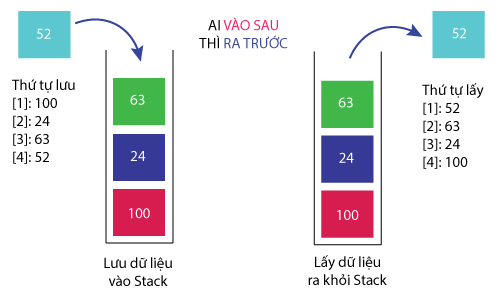 52
AI VÀO SAU
THÌ RA TRƯỚC
52
Thứ tự lưu
[1]: 100
[2]: 24
[3]: 63
[4]: 52
63
24
100
Lưu dữ liệu
vào Stack
63
24
100
Lấy dữ liệu
ra khỏi Stack
Thứ tự lấy
[1]: 52
[2]: 63
[3]: 24
[4]: 100